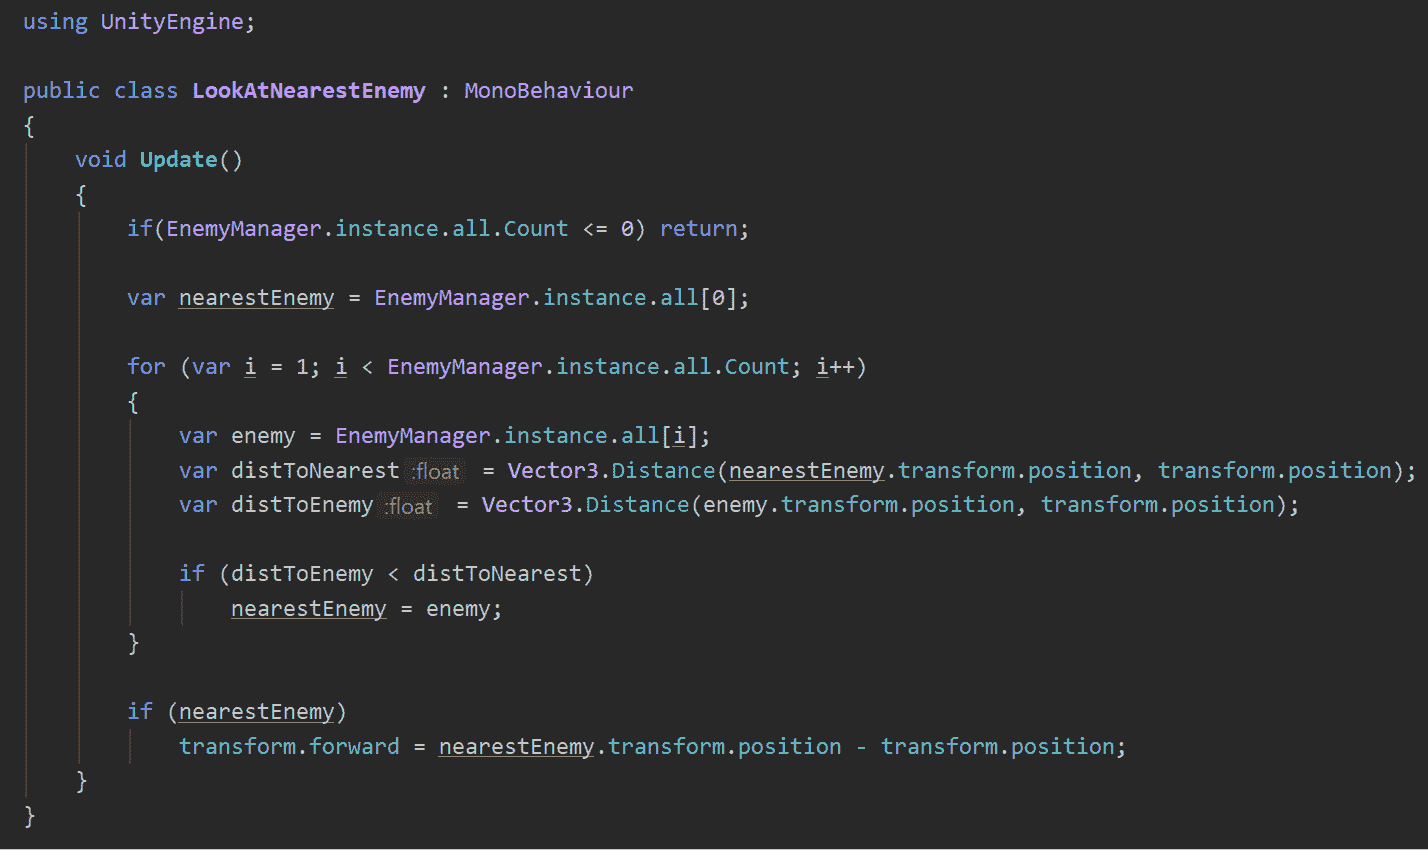 using UnityEngine;
public class LookAtNearestEnemy : MonoBehaviour
{
void Update()
{
if(EnemyManager.instance.all.Count <= 0) return;
var nearestEnemy = EnemyManager.instance.all[0];
for (var i = 1; i < EnemyManager.instance.all.Count; i++)
{
var enemy = EnemyManager.instance.all[i];
var distToNearest :float = Vector3.Distance(nearestEnemy.transform.position, transform.position);
var distToEnemy :float = Vector3.Distance(enemy.transform.position, transform.position);
if (distToEnemy < distToNearest)
nearestEnemy = enemy;
}
if (nearestEnemy)
transform.forward = nearestEnemy.transform.position - transform.position;
}
}